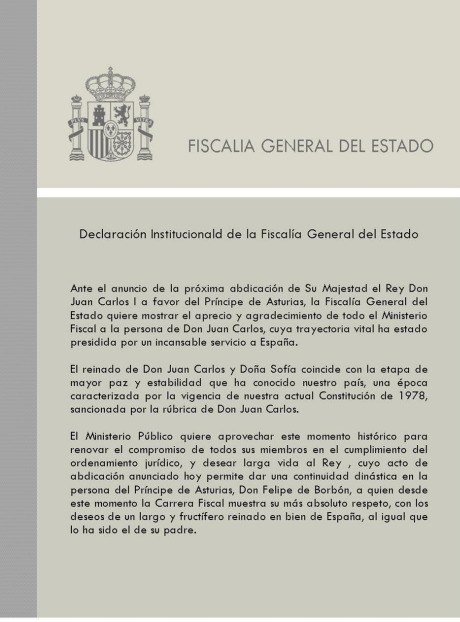 FISCALIA GENERAL DEL ESTADO
Declaración Institucionald de la Fiscalía General del Estado
Ante el anuncio de la próxima abdicación de Su Majestad el Rey Don
Juan Carlos I a favor del Príncipe de Asturias, la Fiscalía General del
Estado quiere mostrar el aprecio y agradecimiento de todo el Ministerio
Fiscal a la persona de Don Juan Carlos, cuya trayectoria vital ha estado
presidida por un incansable servicio a España.
El reinado de Don Juan Carlos y Doña Sofía coincide con la etapa de
mayor paz y estabilidad que ha conocido nuestro país, una época
caracterizada por la vigencia de nuestra actual Constitución de 1978,
sancionada por la rúbrica de Don Juan Carlos.
El Ministerio Público quiere aprovechar este momento histórico para
renovar el compromiso de todos sus miembros en el cumplimiento del
ordenamiento jurídico, y desear larga vida al Rey , cuyo acto de
abdicación anunciado hoy permite dar una continuidad dinástica en la
persona del Príncipe de Asturias, Don Felipe de Borbón, a quien desde
este momento la Carrera Fiscal muestra su más absoluto respeto, con los
deseos de un largo y fructífero reinado en bien de España, al igual que
lo ha sido el de su padre.